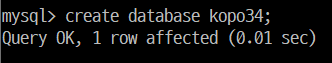 mysql> create database kopo34;
Query OK, 1 row affected (0.01 sec)